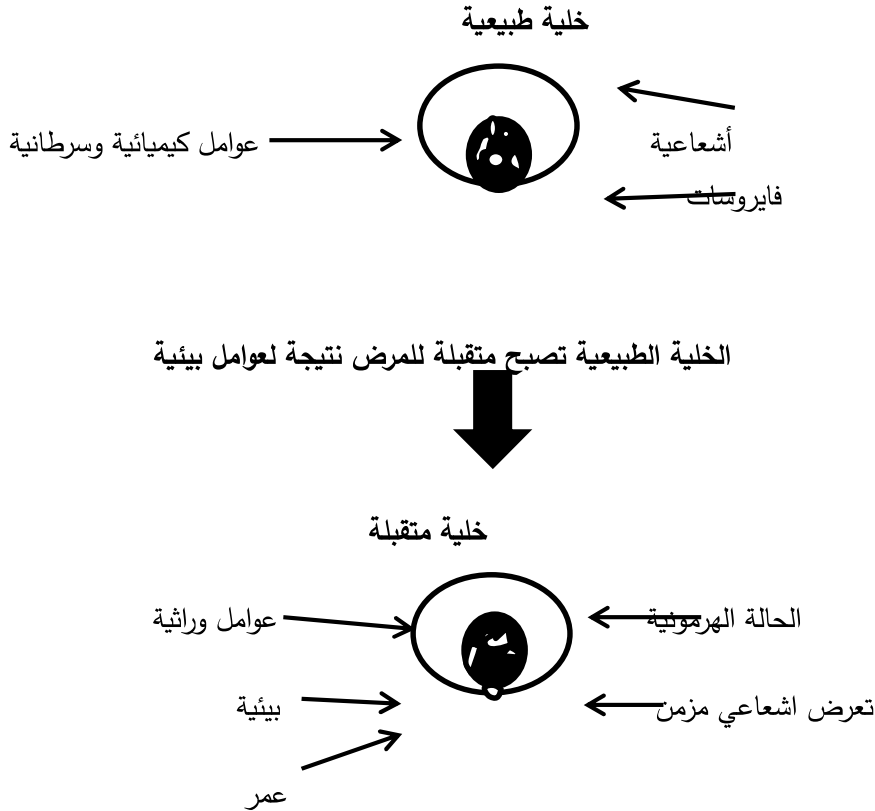 خلية طبيعية
أشعاعية
عوامل كيميائية وسرطانية
فايروسات
الخلية الطبيعية تصبح متقبلة للمرض نتيجة لعوامل بيئية
خلية متقبلة
الحالة الهرمونية
عوامل وراثية
تعرض اشعاعي مزمن
بيئية
عمر